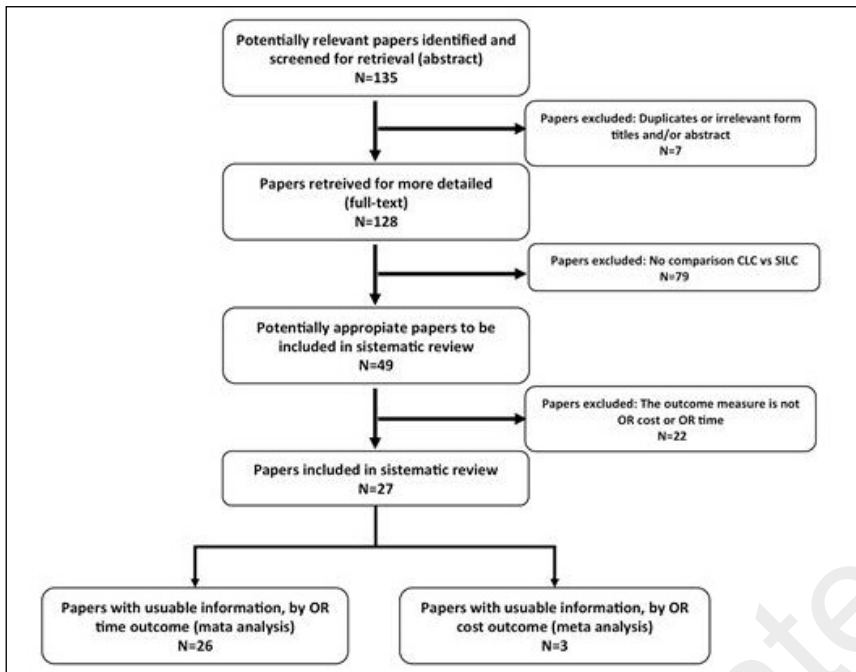 Potentially relevant papers identified and
screened for retrieval (abstract)
N=135
Papers excluded: Duplicates or irrelevant form
titles and/or abstract
N=7
Papers retreived for more detailed
(full-text)
N=128
Papers excluded: No comparison CLC vs SILC
N=79
Potentially appropiate papers to be
included in sistematic review
N=49
Papers excluded: The outcome measure is not
OR cost or OR time
N=22
Papers included in sistematic review
N=27
Papers with usuable information, by OR
time outcome (mata analysis)
N=26
Papers with usuable information, by OR
cost outcome (meta analysis)
N=3